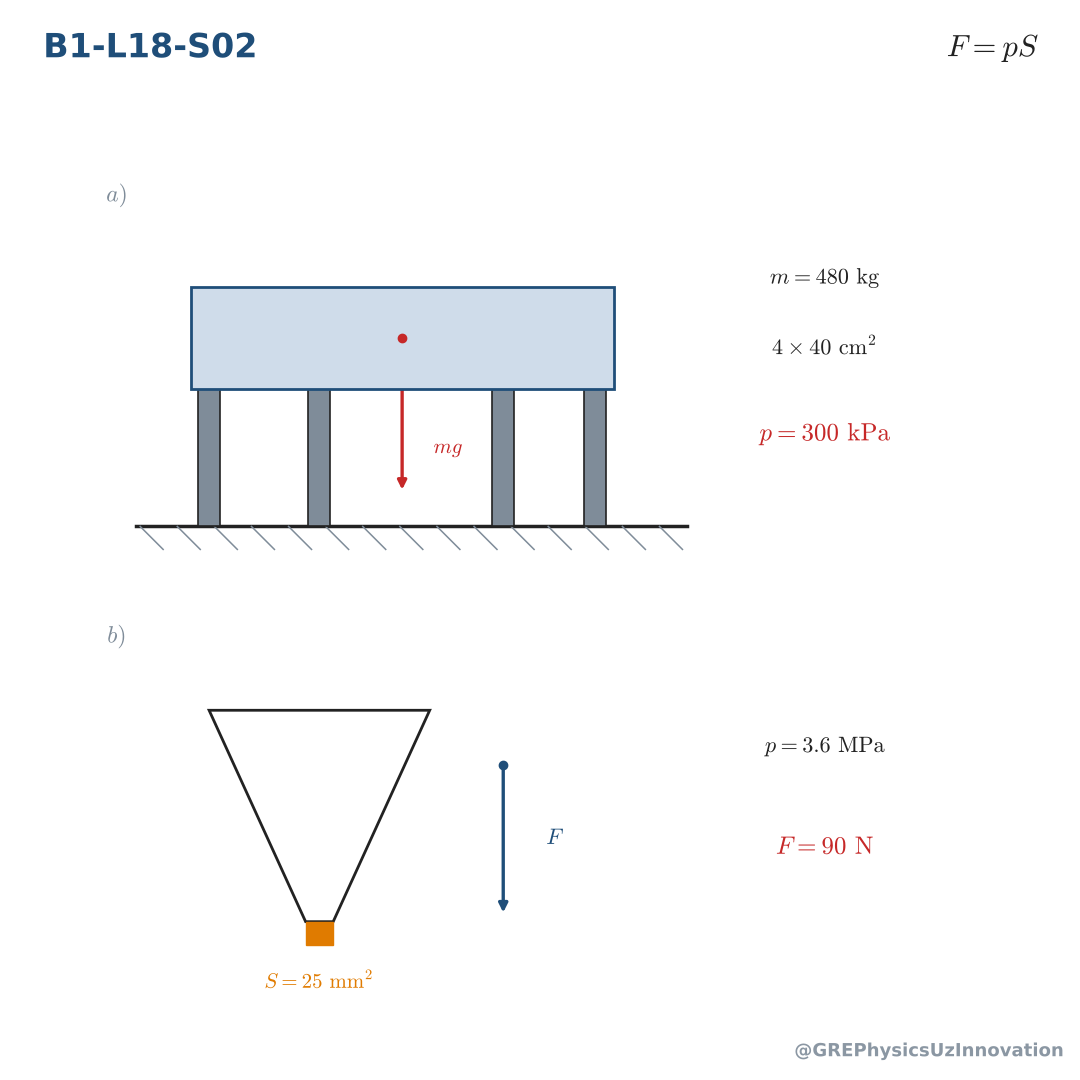 B1-L18-S02
F = pS
a)
m = 480 kg
4 × 40 cm²
p = 300 kPa
mg
b)
p = 3.6 MPa
F
F = 90 N
S = 25 mm²
@GREPhysicsUzInnovation